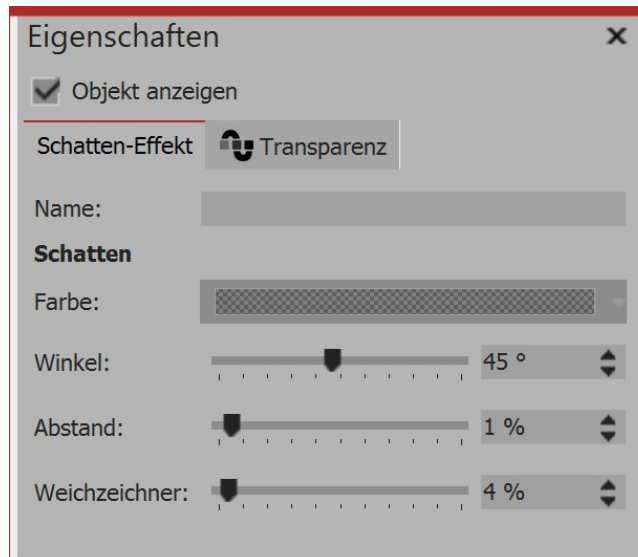 Eigenschaften
Objekt anzeigen
Schatten-Effekt Transparenz
Name:
Schatten
Farbe:
Winkel: 45 °
Abstand: 1 %
Weichzeichner: 4 %